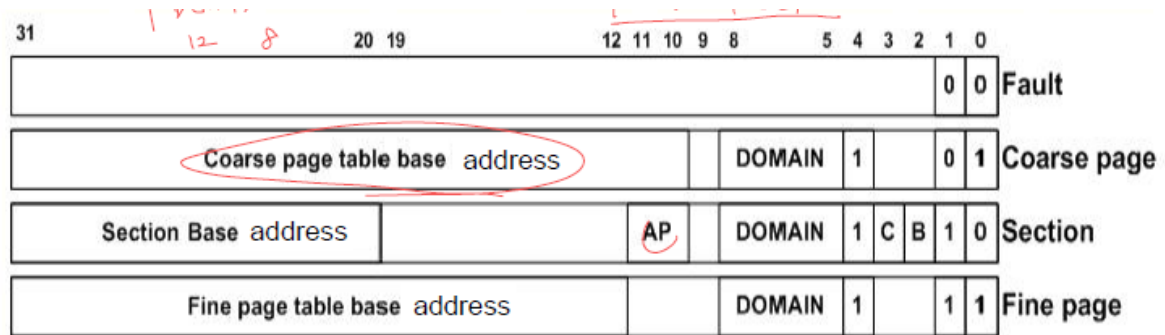 12 8
31 20 19 12 11 10 9 8 5 4 3 2 1 0
0 0 Fault
Coarse page table base address DOMAIN 1 0 1 Coarse page
Section Base address AP DOMAIN 1 C B 1 0 Section
Fine page table base address DOMAIN 1 1 1 Fine page